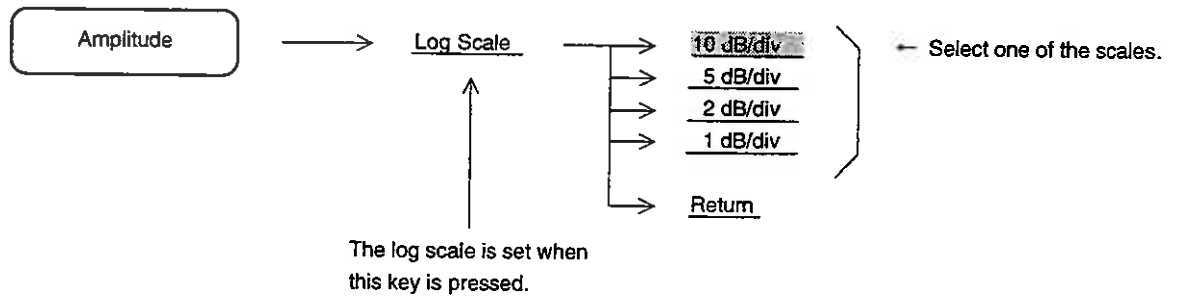 Amplitude
Log Scale
10 dB/div
5 dB/div
2 dB/div
1 dB/div
Return
Select one of the scales.
The log scale is set when
this key is pressed.